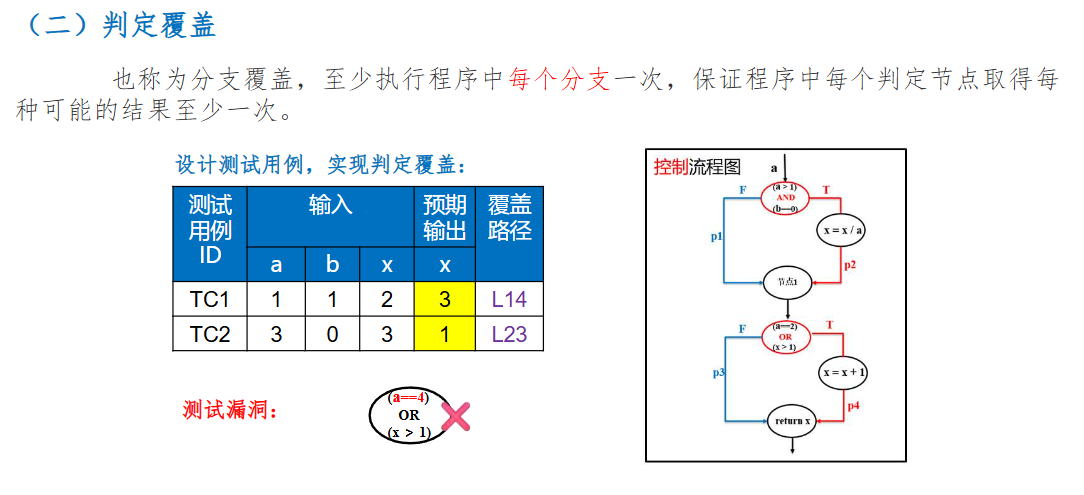 （二）判定覆盖
也称为分支覆盖，至少执行程序中每个分支一次，保证程序中每个判定节点取得每
种可能的结果至少一次。
设计测试用例，实现判定覆盖：
测试用例ID 输入 预期输出 覆盖路径
a b x x
TC1 1 1 2 3 L14
TC2 3 0 3 1 L23
测试漏洞：
(a==4)
OR
(x > 1)
控制流程图
a
F
(a > 1)
AND
(b==0)
T
p1
x = x / a
p2
节点1
F
(a==2)
OR
(x > 1)
T
p3
x = x + 1
p4
return x